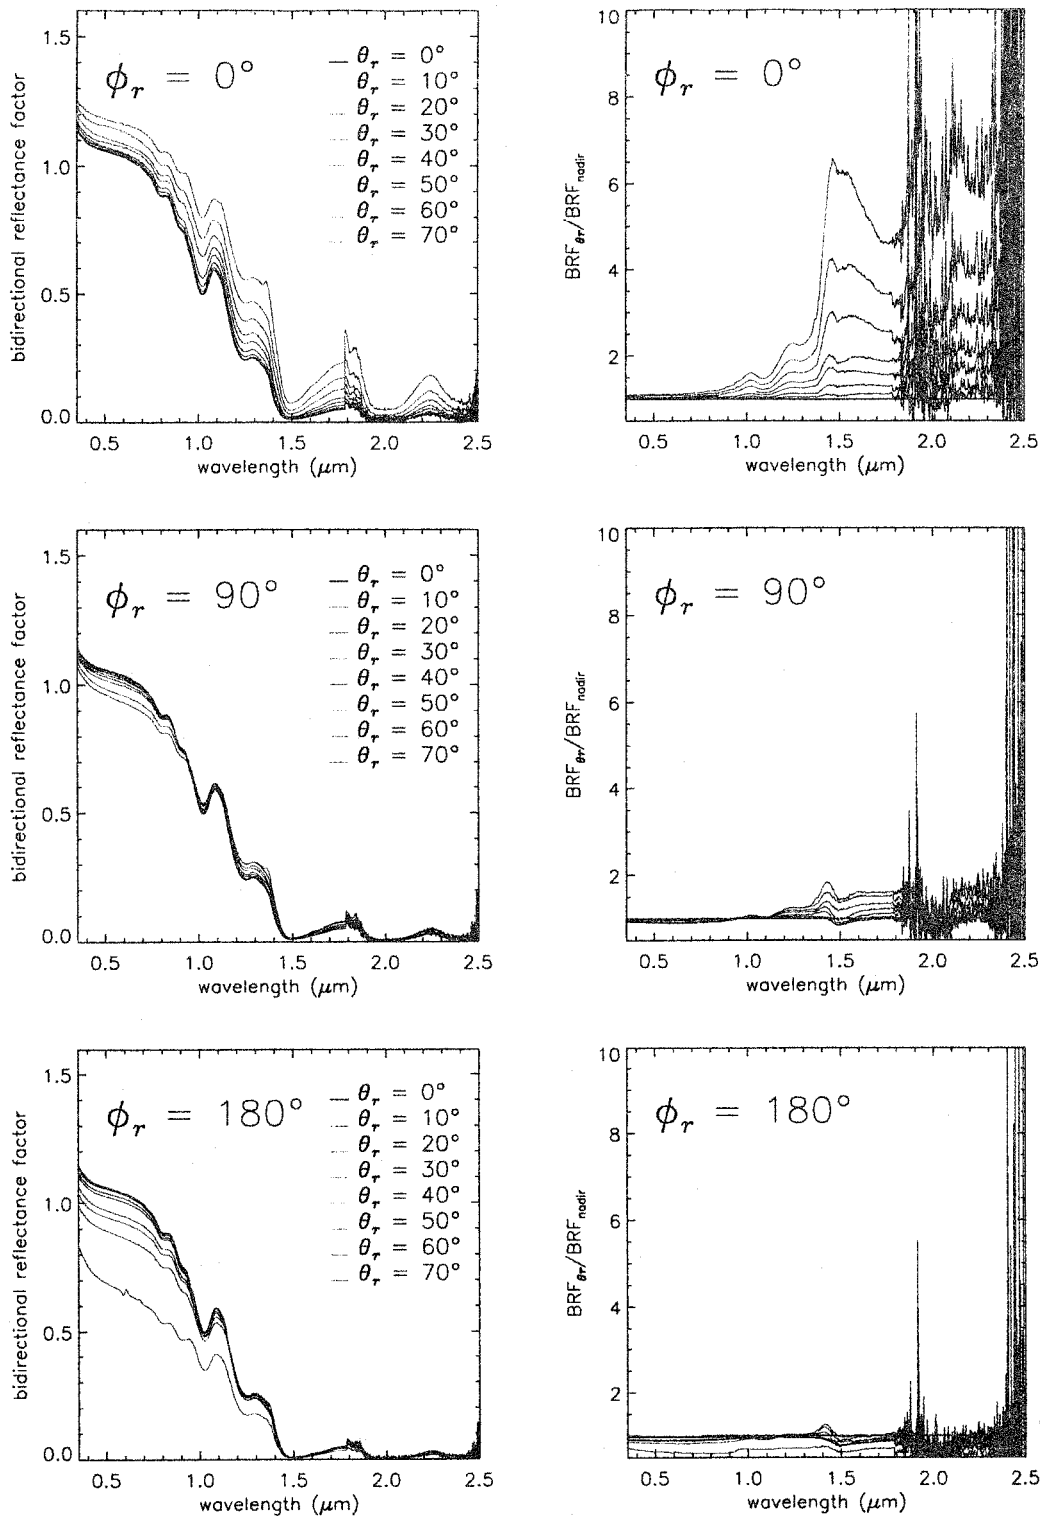 bidirectional reflectance factor
1.5
1.0
0.5
0.0
ϕr = 0°
θr = 0°
θr = 10°
θr = 20°
θr = 30°
θr = 40°
θr = 50°
θr = 60°
θr = 70°
0.5 1.0 1.5 2.0 2.5
wavelength (μm)
BRFθr/BRFnadir
10
8
6
4
2
ϕr = 0°
0.5 1.0 1.5 2.0 2.5
wavelength (μm)
bidirectional reflectance factor
1.5
1.0
0.5
0.0
ϕr = 90°
θr = 0°
θr = 10°
θr = 20°
θr = 30°
θr = 40°
θr = 50°
θr = 60°
θr = 70°
0.5 1.0 1.5 2.0 2.5
wavelength (μm)
BRFθr/BRFnadir
10
8
6
4
2
ϕr = 90°
0.5 1.0 1.5 2.0 2.5
wavelength (μm)
bidirectional reflectance factor
1.5
1.0
0.5
0.0
ϕr = 180°
θr = 0°
θr = 10°
θr = 20°
θr = 30°
θr = 40°
θr = 50°
θr = 60°
θr = 70°
0.5 1.0 1.5 2.0 2.5
wavelength (μm)
BRFθr/BRFnadir
10
8
6
4
2
ϕr = 180°
0.5 1.0 1.5 2.0 2.5
wavelength (μm)